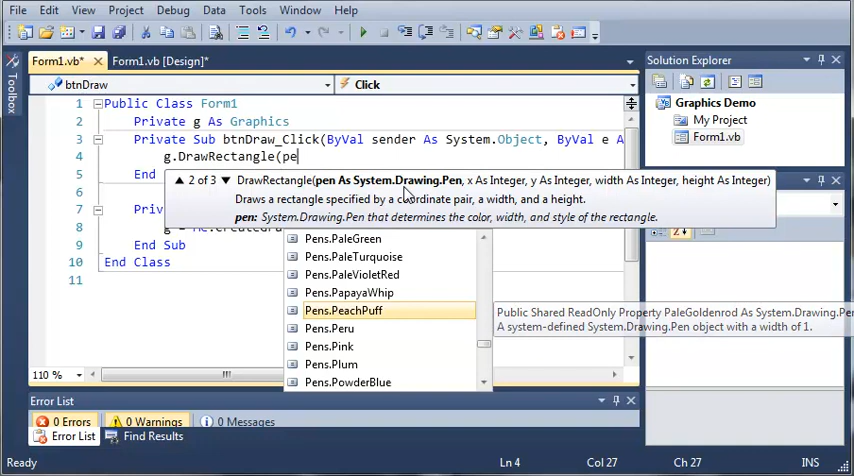 File Edit View Project Debug Data Tools Window Help
Form1.vb* Form1.vb [Design]*
Toolbox
btnDraw Click
1 Public Class Form1
2 Private g As Graphics
3 Private Sub btnDraw_Click(ByVal sender As System.Object, ByVal e A
4 g.DrawRectangle(pe
5 End
2 of 3 DrawRectangle(pen As System.Drawing.Pen, x As Integer, y As Integer, width As Integer, height As Integer)
Draws a rectangle specified by a coordinate pair, a width, and a height.
pen: System.Drawing.Pen that determines the color, width, and style of the rectangle.
6
7 Priv
8
9 End Sub
10 End Class
11
Pens.PaleGreen
Pens.PaleTurquoise
Pens.PaleVioletRed
Pens.PapayaWhip
Pens.PeachPuff
Pens.Peru
Pens.Pink
Pens.Plum
Pens.PowderBlue
Public Shared ReadOnly Property PaleGoldenrod As System.Drawing.Pen
A system-defined System.Drawing.Pen object with a width of 1.
110 %
Solution Explorer
Graphics Demo
My Project
Form1.vb
Error List
0 Errors 0 Warnings 0 Messages
Error List Find Results
Ln 4 Col 27 Ch 27 INS